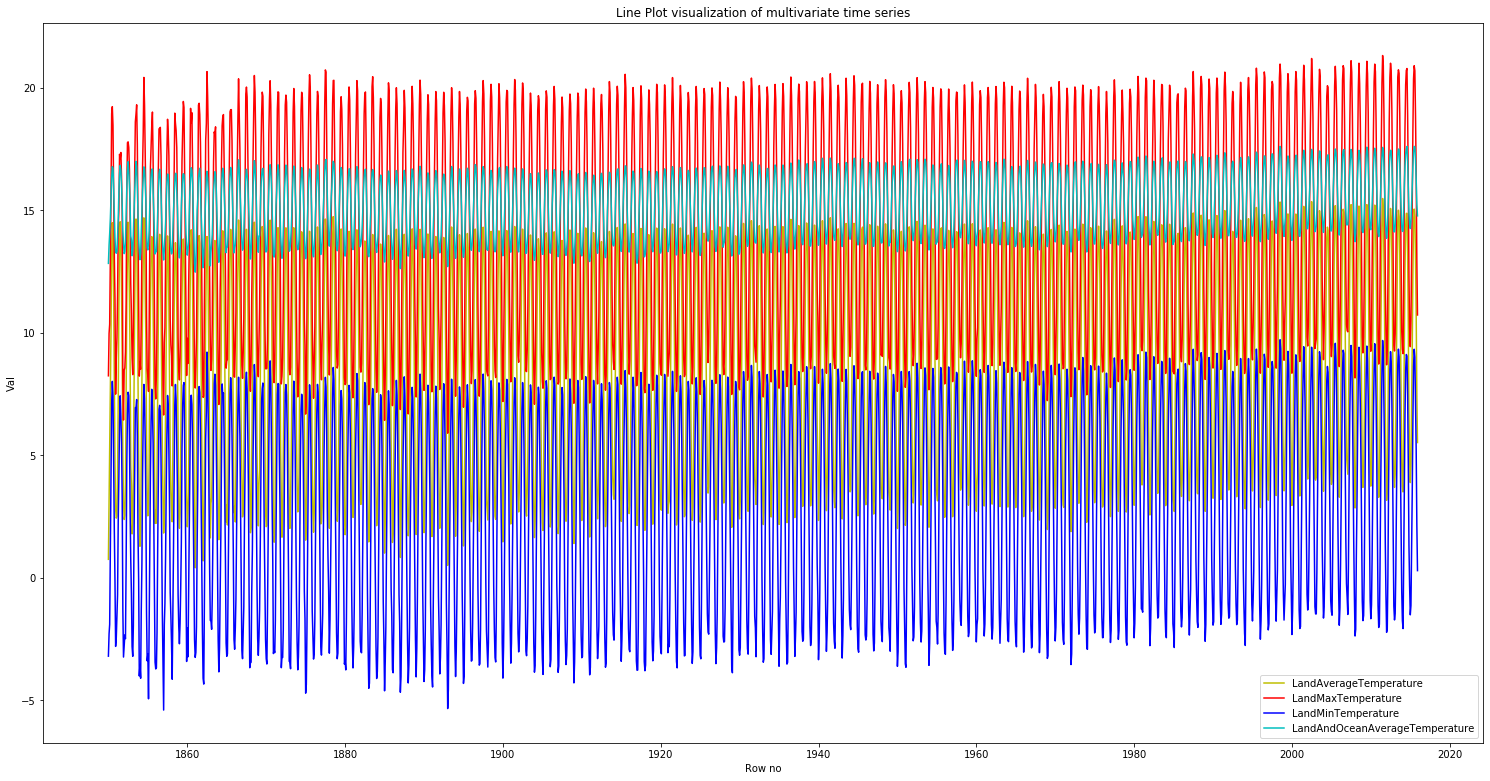 Line Plot visualization of multivariate time series
Val
20
15
10
5
0
−5
1860
1880
1900
1920
1940
1960
1980
2000
2020
Row no
LandAverageTemperature
LandMaxTemperature
LandMinTemperature
LandAndOceanAverageTemperature